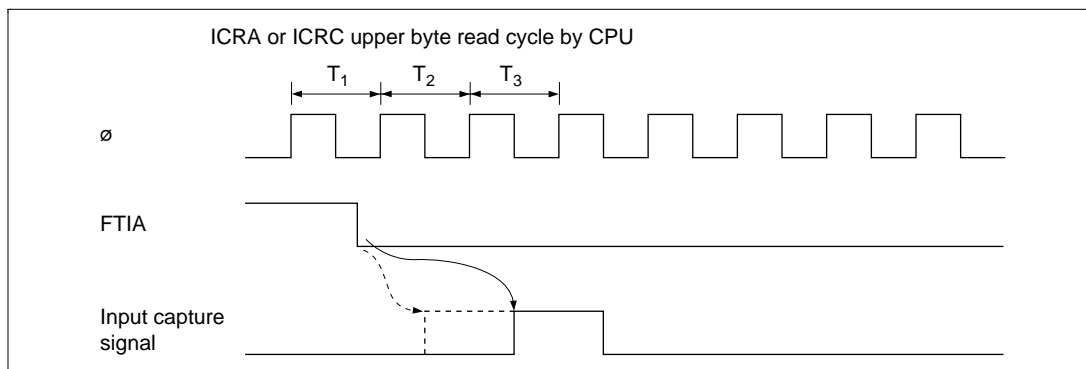 ICRA or ICRC upper byte read cycle by CPU
T1 T2 T3
ø
FTIA
Input capture
signal